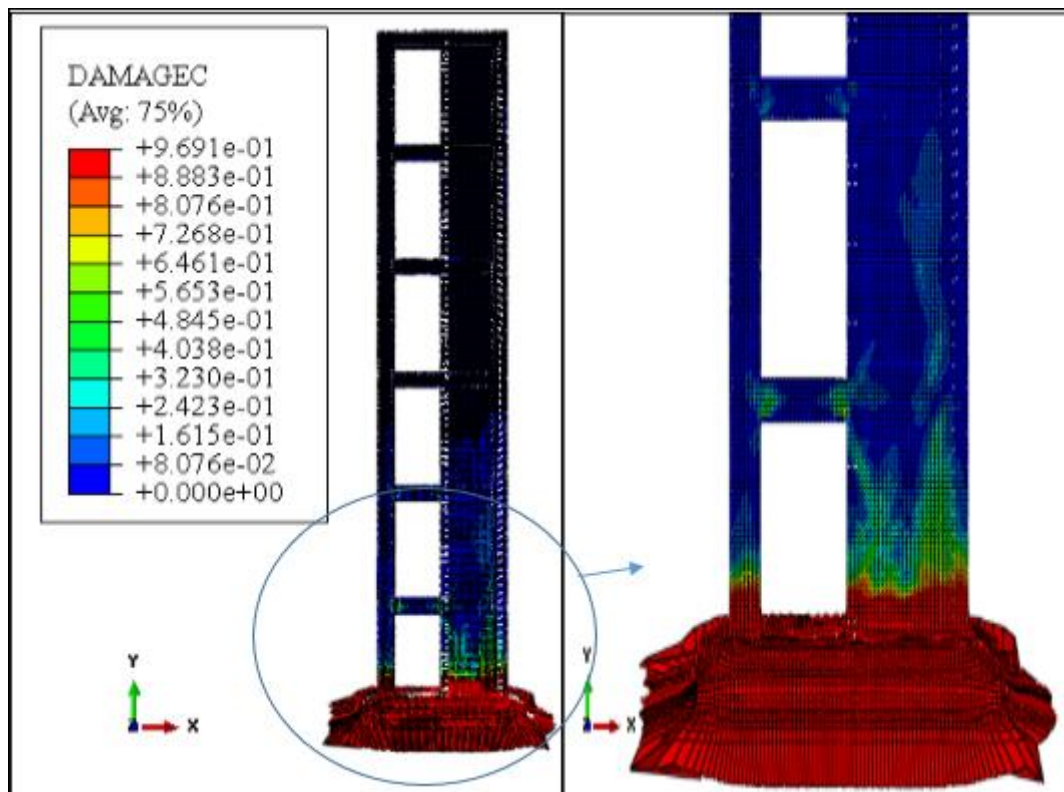 DAMAGEC
(Avg: 75%)
+9.691e-01
+8.883e-01
+8.076e-01
+7.268e-01
+6.461e-01
+5.653e-01
+4.845e-01
+4.038e-01
+3.230e-01
+2.423e-01
+1.615e-01
+8.076e-02
+0.000e+00
Y
X
Y
X